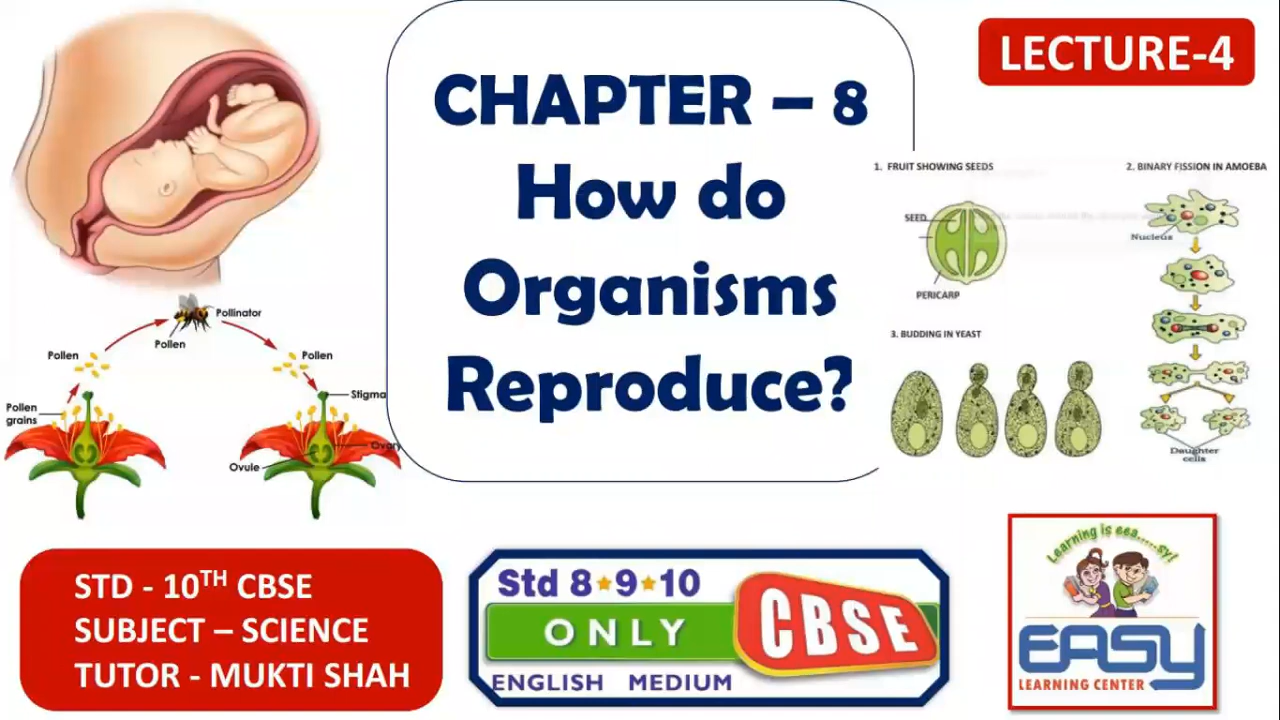 CHAPTER – 8
How do
Organisms
Reproduce?
LECTURE-4
1. FRUIT SHOWING SEEDS
SEED
PERICARP
2. BINARY FISSION IN AMOEBA
Nucleus
Daughter
cells
3. BUDDING IN YEAST
Pollinator
Pollen
Pollen
Pollen
Pollen
grains
Stigma
Ovary
Ovule
STD - 10TH CBSE
SUBJECT – SCIENCE
TUTOR - MUKTI SHAH
Std 8★9★10
ONLY
CBSE
ENGLISH MEDIUM
Learning is eea.....sy!
EASY
LEARNING CENTER